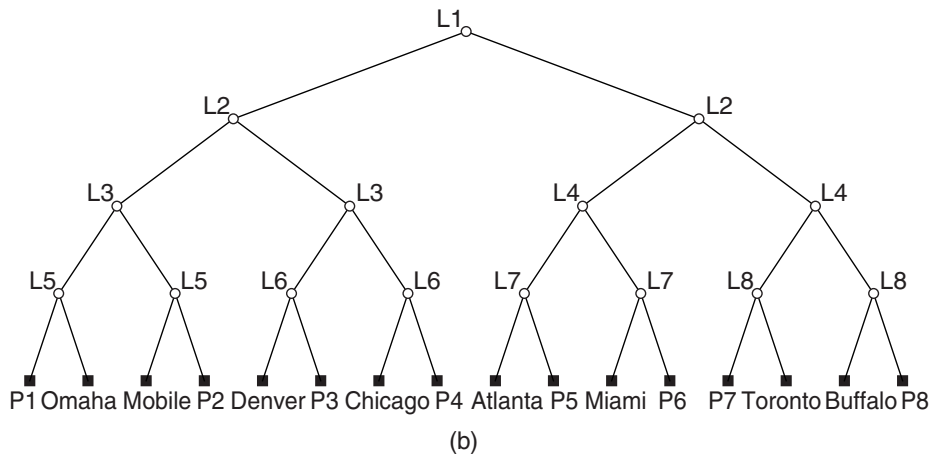 L1
L2 L2
L3 L3 L4 L4
L5 L5 L6 L6 L7 L7 L8 L8
P1 Omaha Mobile P2 Denver P3 Chicago P4 Atlanta P5 Miami P6 P7 Toronto Buffalo P8
(b)